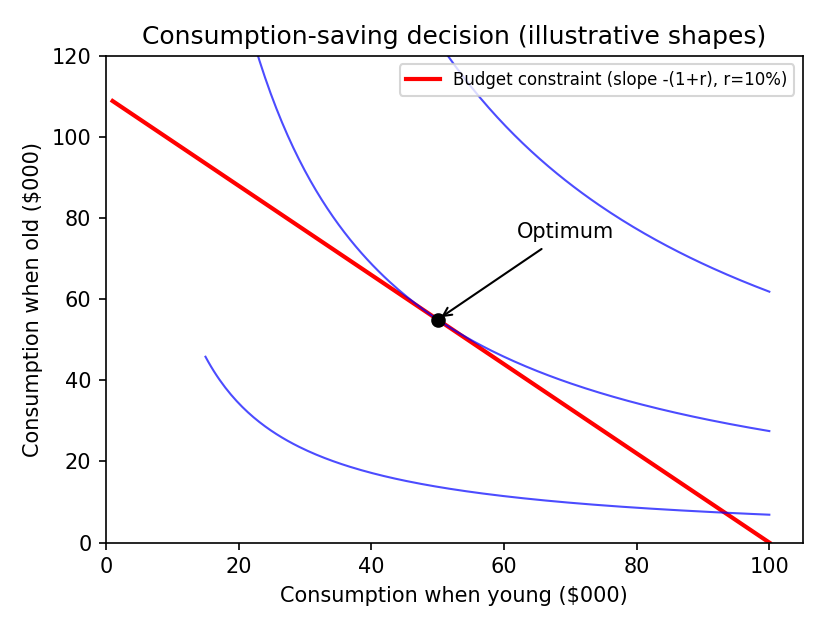 Consumption-saving decision (illustrative shapes)
Budget constraint (slope -(1+r), r=10%)
Optimum
Consumption when old ($000)
120
100
80
60
40
20
0
0 20 40 60 80 100
Consumption when young ($000)